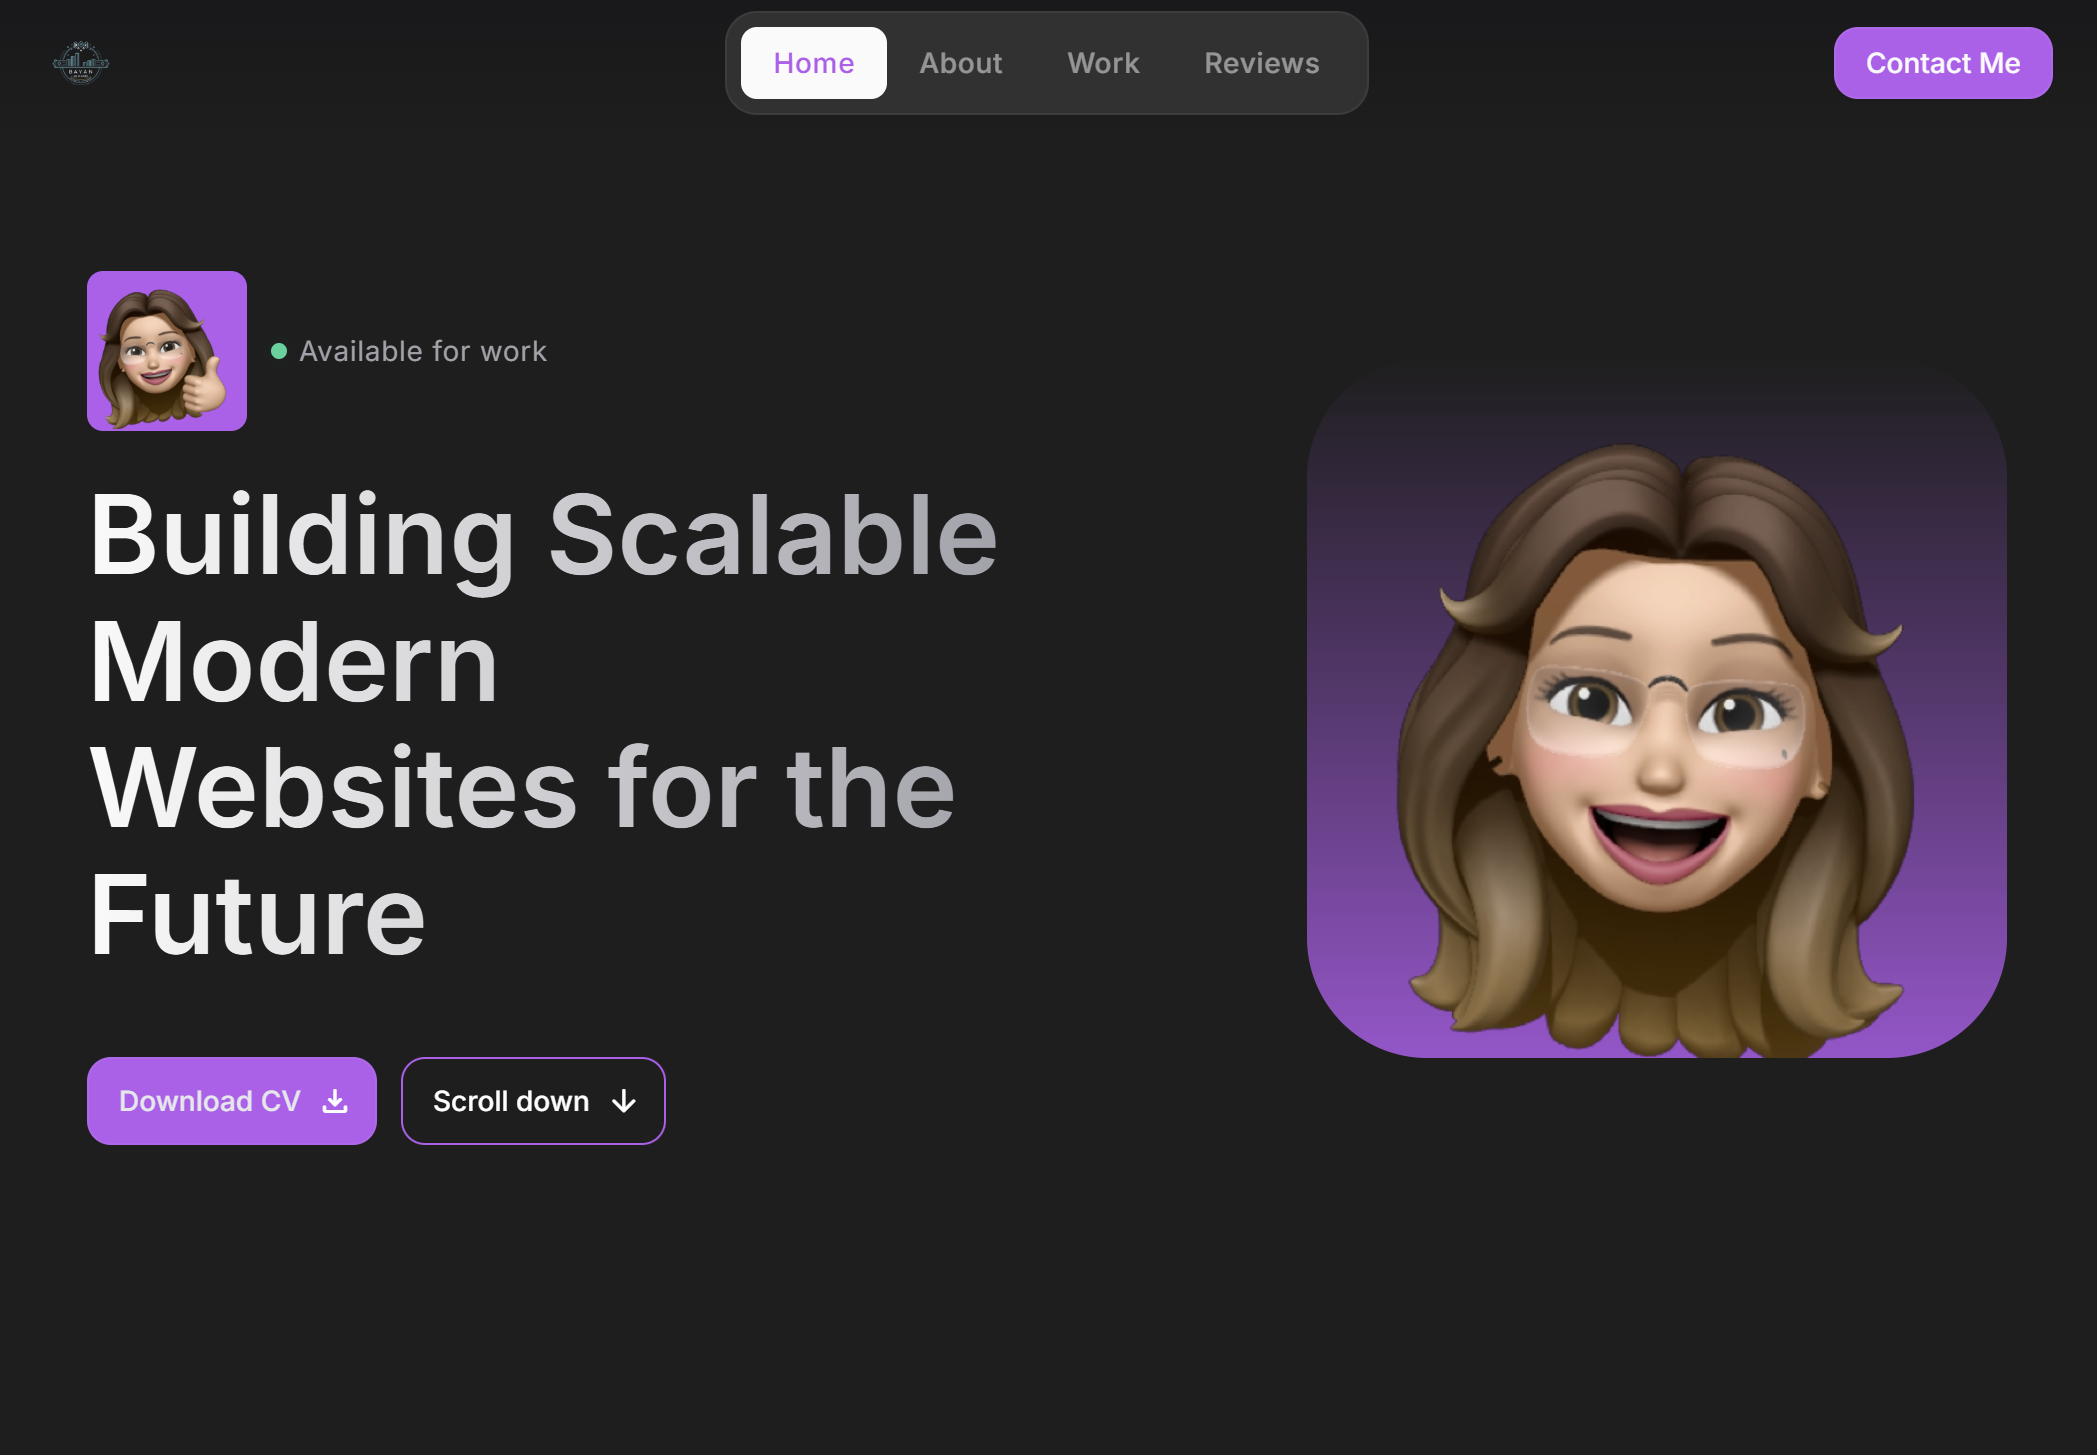 BAYAN
Home
About
Work
Reviews
Contact Me
Available for work
Building Scalable
Modern
Websites for the
Future
Download CV
Scroll down